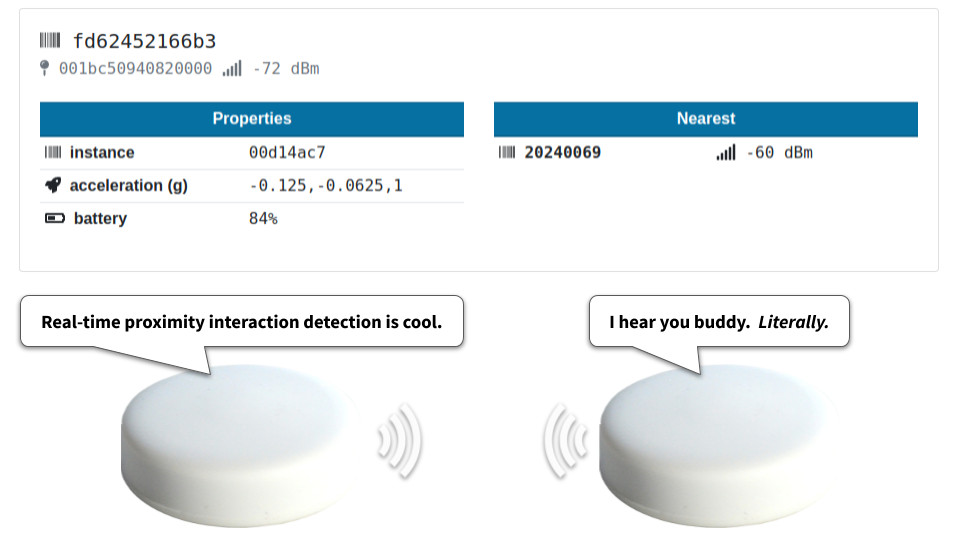 fd62452166b3
001bc50940820000 -72 dBm
Properties
instance 00d14ac7
acceleration (g) -0.125,-0.0625,1
battery 84%
Nearest
20240069 -60 dBm
Real-time proximity interaction detection is cool.
I hear you buddy. Literally.